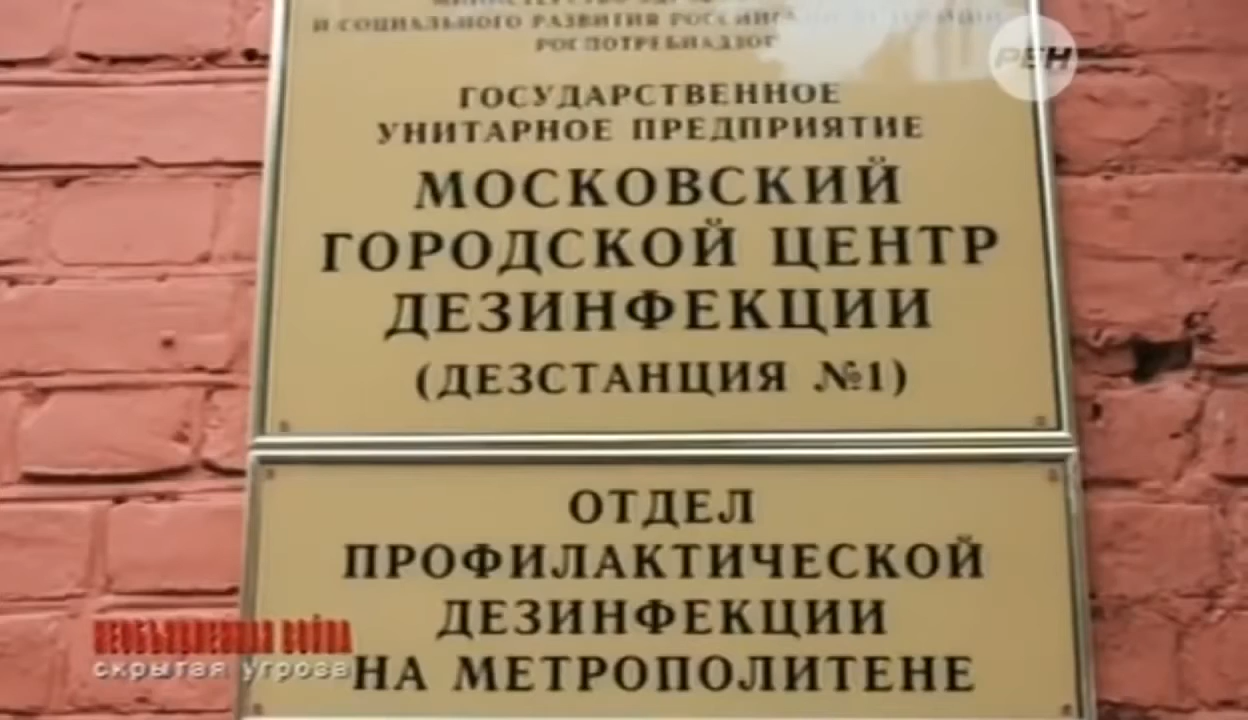 И СОЦИАЛЬНОГО РАЗВИТИЯ
РОСПОТРЕБНАДЗОР
РЕН
ГОСУДАРСТВЕННОЕ
УНИТАРНОЕ ПРЕДПРИЯТИЕ
МОСКОВСКИЙ
ГОРОДСКОЙ ЦЕНТР
ДЕЗИНФЕКЦИИ
(ДЕЗСТАНЦИЯ №1)
ОТДЕЛ
ПРОФИЛАКТИЧЕСКОЙ
ДЕЗИНФЕКЦИИ
НА МЕТРОПОЛИТЕНЕ
НЕОБЪЯВЛЕННАЯ ВОЙНА
скрытая угроза